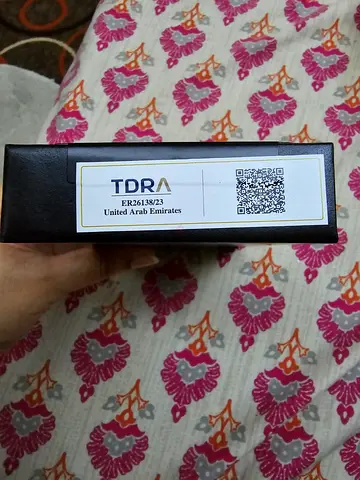 TDRA
ER26138/23
United Arab Emirates